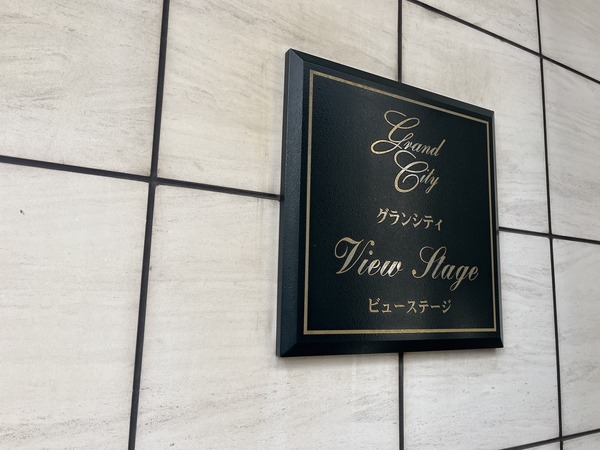 Grand
City
グランシティ
View Stage
ビューステージ